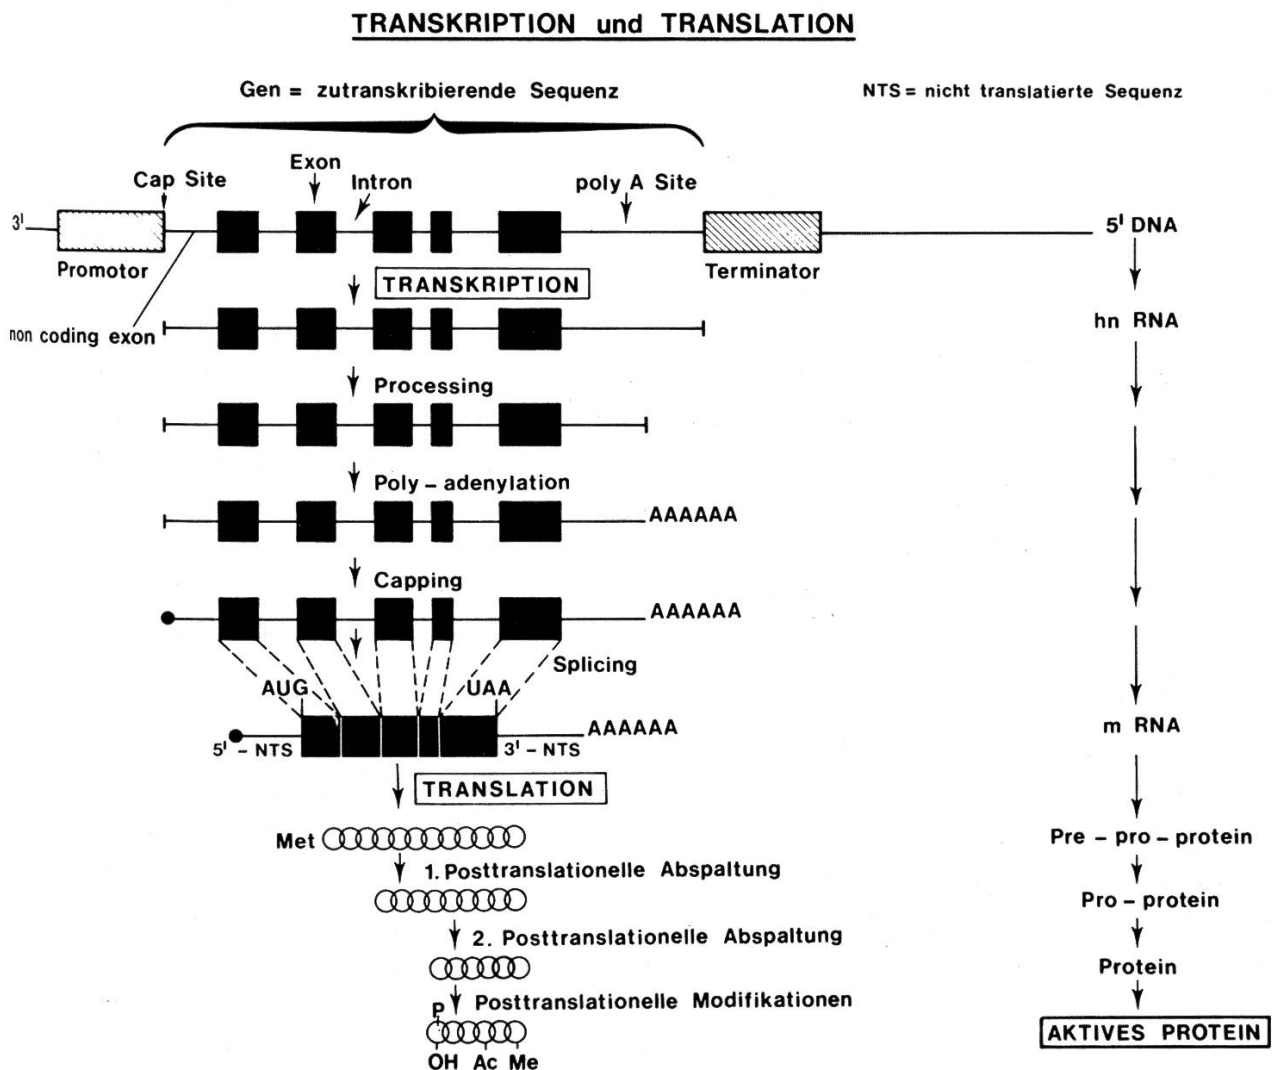 TRANSKRIPTION und TRANSLATION
Gen = zutranskribierende Sequenz
NTS = nicht translatierte Sequenz
Cap Site
Exon
Intron
poly A Site
3'
5' DNA
Promotor
Terminator
TRANSKRIPTION
non coding exon
hn RNA
Processing
Poly - adenylation
AAAAAA
Capping
AAAAAA
Splicing
AUG
UAA
AAAAAA
5' - NTS
3' - NTS
m RNA
TRANSLATION
Met
Pre - pro - protein
1. Posttranslationelle Abspaltung
Pro - protein
2. Posttranslationelle Abspaltung
Protein
Posttranslationelle Modifikationen
P
OH Ac Me
AKTIVES PROTEIN